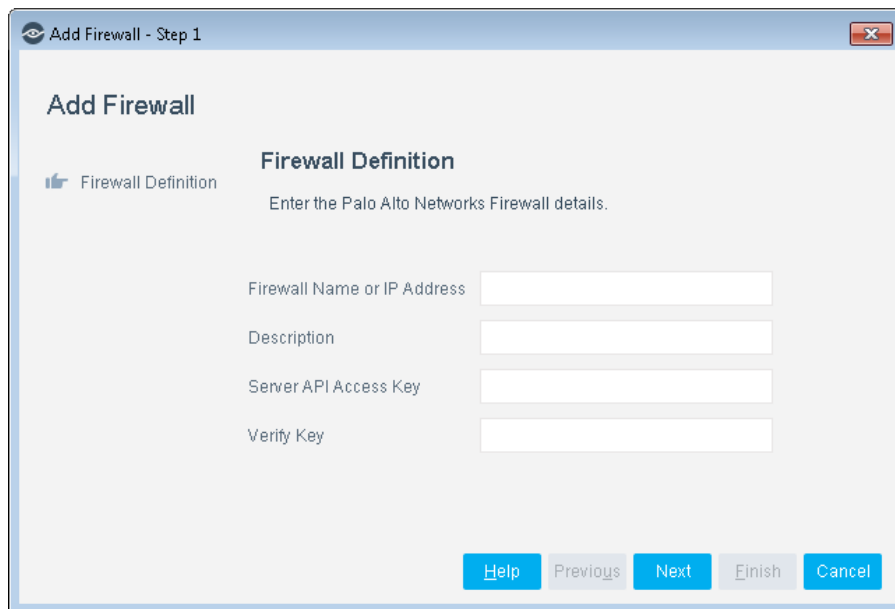 Add Firewall - Step 1
Add Firewall
Firewall Definition
Firewall Definition
Enter the Palo Alto Networks Firewall details.
Firewall Name or IP Address
Description
Server API Access Key
Verify Key
Help Previous Next Finish Cancel